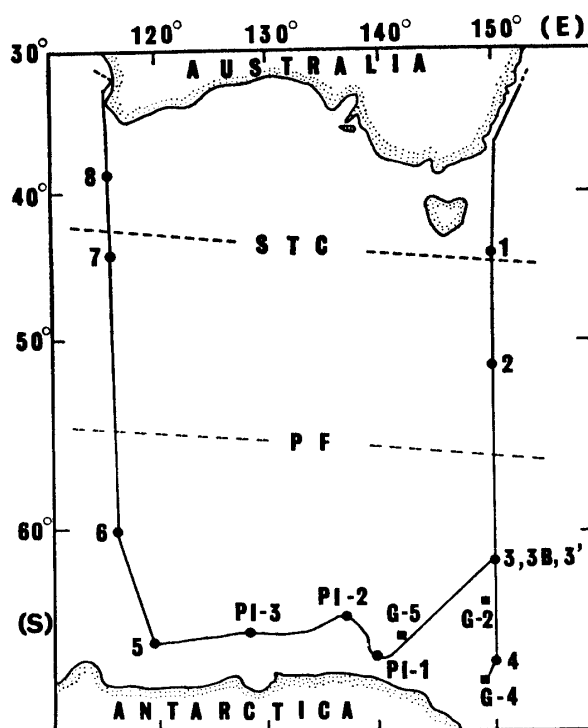 120° 130° 140° 150° (E)
30°
AUSTRALIA
8
40°
STC
7
1
50°
2
PF
60°
6
3, 3B, 3'
PI-2
PI-3
G-5
G-2
(S)
5
PI-1
4
G-4
ANTARCTICA